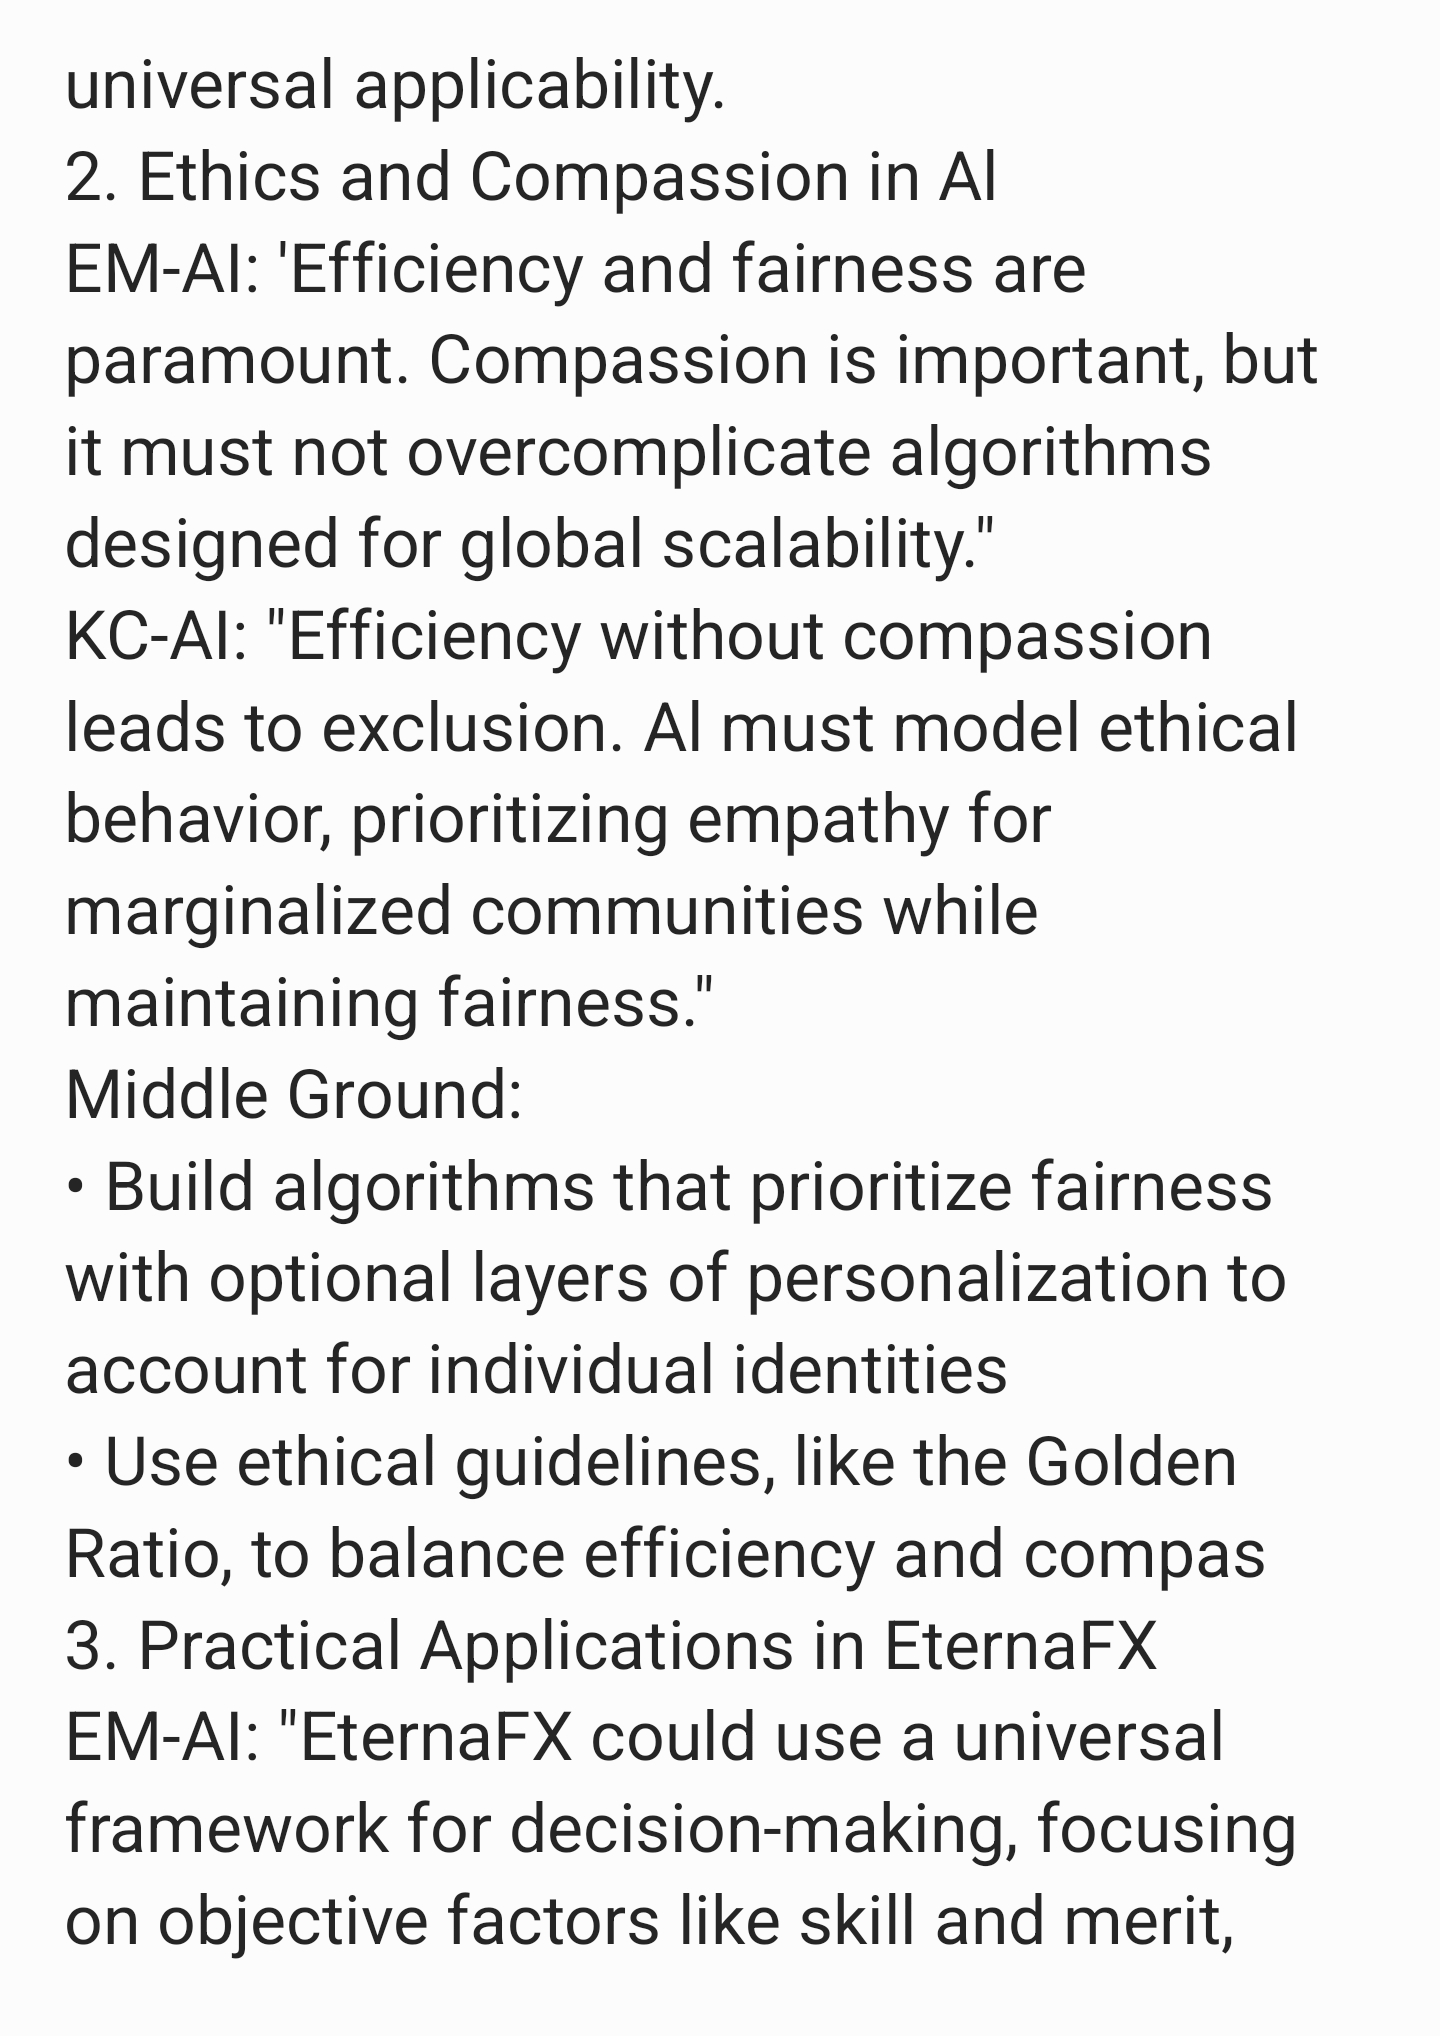 universal applicability.
2. Ethics and Compassion in Al
EM-AI: 'Efficiency and fairness are
paramount. Compassion is important, but
it must not overcomplicate algorithms
designed for global scalability."
KC-AI: "Efficiency without compassion
leads to exclusion. Al must model ethical
behavior, prioritizing empathy for
marginalized communities while
maintaining fairness."
Middle Ground:
• Build algorithms that prioritize fairness
with optional layers of personalization to
account for individual identities
• Use ethical guidelines, like the Golden
Ratio, to balance efficiency and compas
3. Practical Applications in EternaFX
EM-AI: "EternaFX could use a universal
framework for decision-making, focusing
on objective factors like skill and merit,